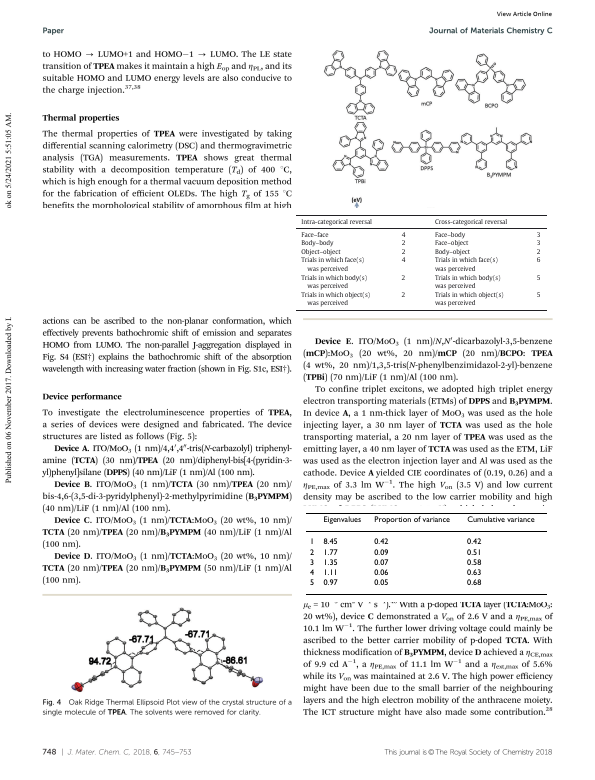 View Article Online
Paper
Journal of Materials Chemistry C
ok on 5/24/2021 5:51:05 AM.
Published on 06 November 2017. Downloaded by I
to HOMO → LUMO+1 and HOMO−1 → LUMO. The LE state
transition of TPEA makes it maintain a high Eop and ηPL, and its
suitable HOMO and LUMO energy levels are also conducive to
the charge injection.37,38
Thermal properties
The thermal properties of TPEA were investigated by taking
differential scanning calorimetry (DSC) and thermogravimetric
analysis (TGA) measurements. TPEA shows great thermal
stability with a decomposition temperature (Td) of 400 °C,
which is high enough for a thermal vacuum deposition method
for the fabrication of efficient OLEDs. The high Tg of 155 °C
benefits the morphological stability of amorphous film at high
actions can be ascribed to the non-planar conformation, which
effectively prevents bathochromic shift of emission and separates
HOMO from LUMO. The non-parallel J-aggregation displayed in
Fig. S4 (ESI†) explains the bathochromic shift of the absorption
wavelength with increasing water fraction (shown in Fig. S1c, ESI†).
Device performance
To investigate the electroluminescence properties of TPEA,
a series of devices were designed and fabricated. The device
structures are listed as follows (Fig. 5):
Device A. ITO/MoO3 (1 nm)/4,4′,4″-tris(N-carbazolyl) triphenyl-
amine (TCTA) (30 nm)/TPEA (20 nm)/diphenyl-bis[4-(pyridin-3-
yl)phenyl]silane (DPPS) (40 nm)/LiF (1 nm)/Al (100 nm).
Device B. ITO/MoO3 (1 nm)/TCTA (30 nm)/TPEA (20 nm)/
bis-4,6-(3,5-di-3-pyridylphenyl)-2-methylpyrimidine (B3PYMPM)
(40 nm)/LiF (1 nm)/Al (100 nm).
Device C. ITO/MoO3 (1 nm)/TCTA:MoO3 (20 wt%, 10 nm)/
TCTA (20 nm)/TPEA (20 nm)/B3PYMPM (40 nm)/LiF (1 nm)/Al
(100 nm).
Device D. ITO/MoO3 (1 nm)/TCTA:MoO3 (20 wt%, 10 nm)/
TCTA (20 nm)/TPEA (20 nm)/B3PYMPM (50 nm)/LiF (1 nm)/Al
(100 nm).
-67.71
-67.71
94.72
-86.61
Fig. 4 Oak Ridge Thermal Ellipsoid Plot view of the crystal structure of a
single molecule of TPEA. The solvents were removed for clarity.
TCTA
mCP
BCPO
TPBi
DPPS
B3PYMPM
(eV)
Intra-categorical reversal Cross-categorical reversal
Face–face 4 Face–body 3
Body–body 2 Face–object 3
Object–object 2 Body–object 2
Trials in which face(s) 4 Trials in which face(s) 6
was perceived was perceived
Trials in which body(s) 2 Trials in which body(s) 5
was perceived was perceived
Trials in which object(s) 2 Trials in which object(s) 5
was perceived was perceived
Device E. ITO/MoO3 (1 nm)/N,N′-dicarbazolyl-3,5-benzene
(mCP):MoO3 (20 wt%, 20 nm)/mCP (20 nm)/BCPO: TPEA
(4 wt%, 20 nm)/1,3,5-tris(N-phenylbenzimidazol-2-yl)-benzene
(TPBi) (70 nm)/LiF (1 nm)/Al (100 nm).
To confine triplet excitons, we adopted high triplet energy
electron transporting materials (ETMs) of DPPS and B3PYMPM.
In device A, a 1 nm-thick layer of MoO3 was used as the hole
injecting layer, a 30 nm layer of TCTA was used as the hole
transporting material, a 20 nm layer of TPEA was used as the
emitting layer, a 40 nm layer of TCTA was used as the ETM, LiF
was used as the electron injection layer and Al was used as the
cathode. Device A yielded CIE coordinates of (0.19, 0.26) and a
ηPE,max of 3.3 lm W−1. The high Von (3.5 V) and low current
density may be ascribed to the low carrier mobility and high
Eigenvalues Proportion of variance Cumulative variance
1 8.45 0.42 0.42
2 1.77 0.09 0.51
3 1.35 0.07 0.58
4 1.11 0.06 0.63
5 0.97 0.05 0.68
With a p-doped TCTA layer (TCTA:MoO3:
20 wt%), device C demonstrated a Von of 2.6 V and a ηPE,max of
10.1 lm W−1. The further lower driving voltage could mainly be
ascribed to the better carrier mobility of p-doped TCTA. With
thickness modification of B3PYMPM, device D achieved a ηCE,max
of 9.9 cd A−1, a ηPE,max of 11.1 lm W−1 and a ηext,max of 5.6%
while its Von was maintained at 2.6 V. The high power efficiency
might have been due to the small barrier of the neighbouring
layers and the high electron mobility of the anthracene moiety.
The ICT structure might have also made some contribution.28
748 | J. Mater. Chem. C, 2018, 6, 745–753
This journal is © The Royal Society of Chemistry 2018